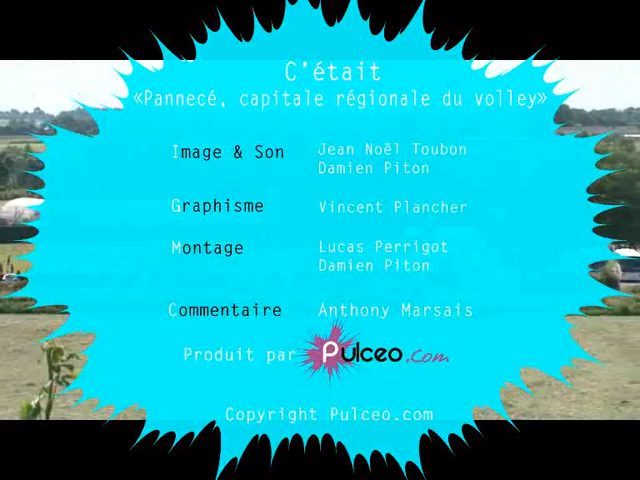 C'était
«Pannecé, capitale régionale du volley»
Image & Son Jean Noël Toubon
Damien Piton
Graphisme Vincent Plancher
Montage Lucas Perrigot
Damien Piton
Commentaire Anthony Marsais
Produit par Pulceo.com
Copyright Pulceo.com